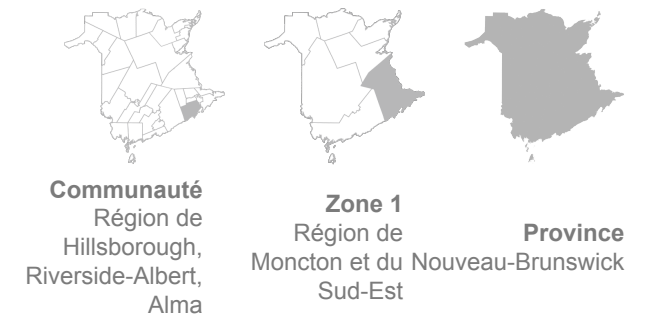 Communauté
Région de
Hillsborough,
Riverside-Albert,
Alma
Zone 1
Région de
Moncton et du
Sud-Est
Province
Nouveau-Brunswick